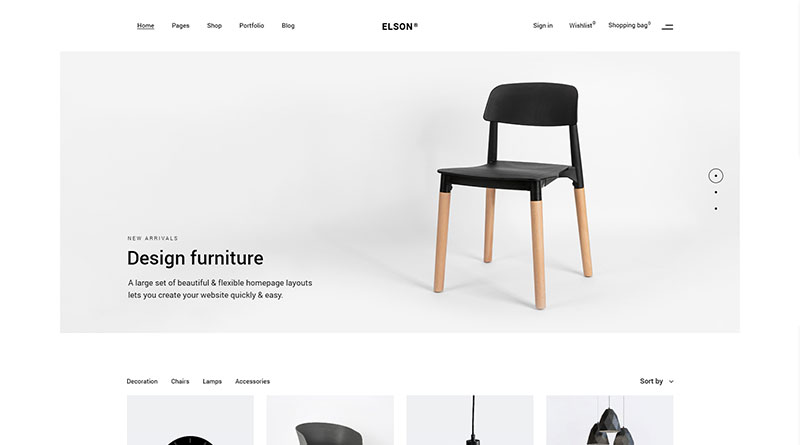 Home Pages Shop Portfolio Blog ELSON® Sign in Wishlist0 Shopping bag0
NEW ARRIVALS
Design furniture
A large set of beautiful & flexible homepage layouts
lets you create your website quickly & easy.
Decoration Chairs Lamps Accessories Sort by